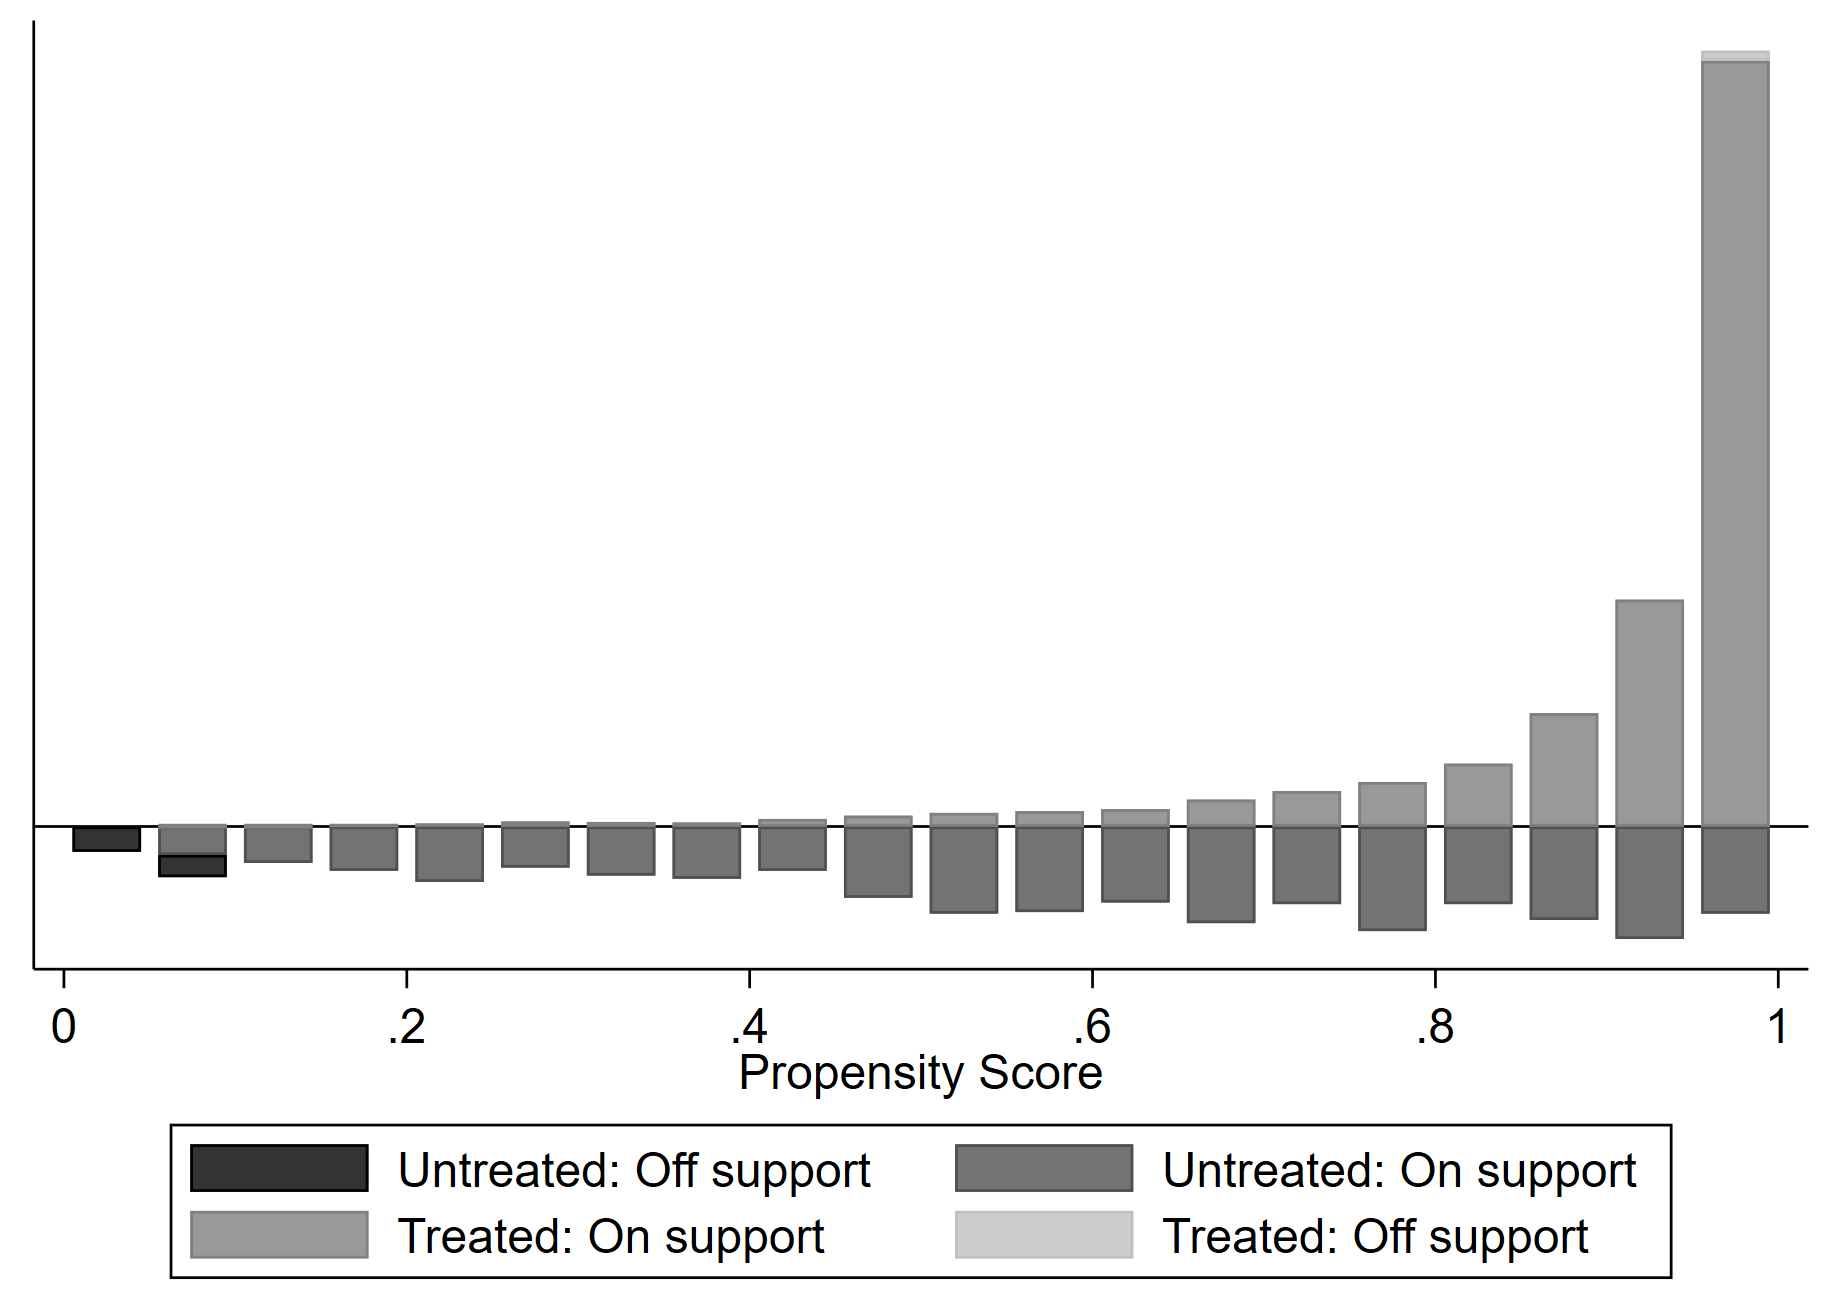 0 .2 .4 .6 .8 1
Propensity Score
Untreated: Off support Untreated: On support
Treated: On support Treated: Off support